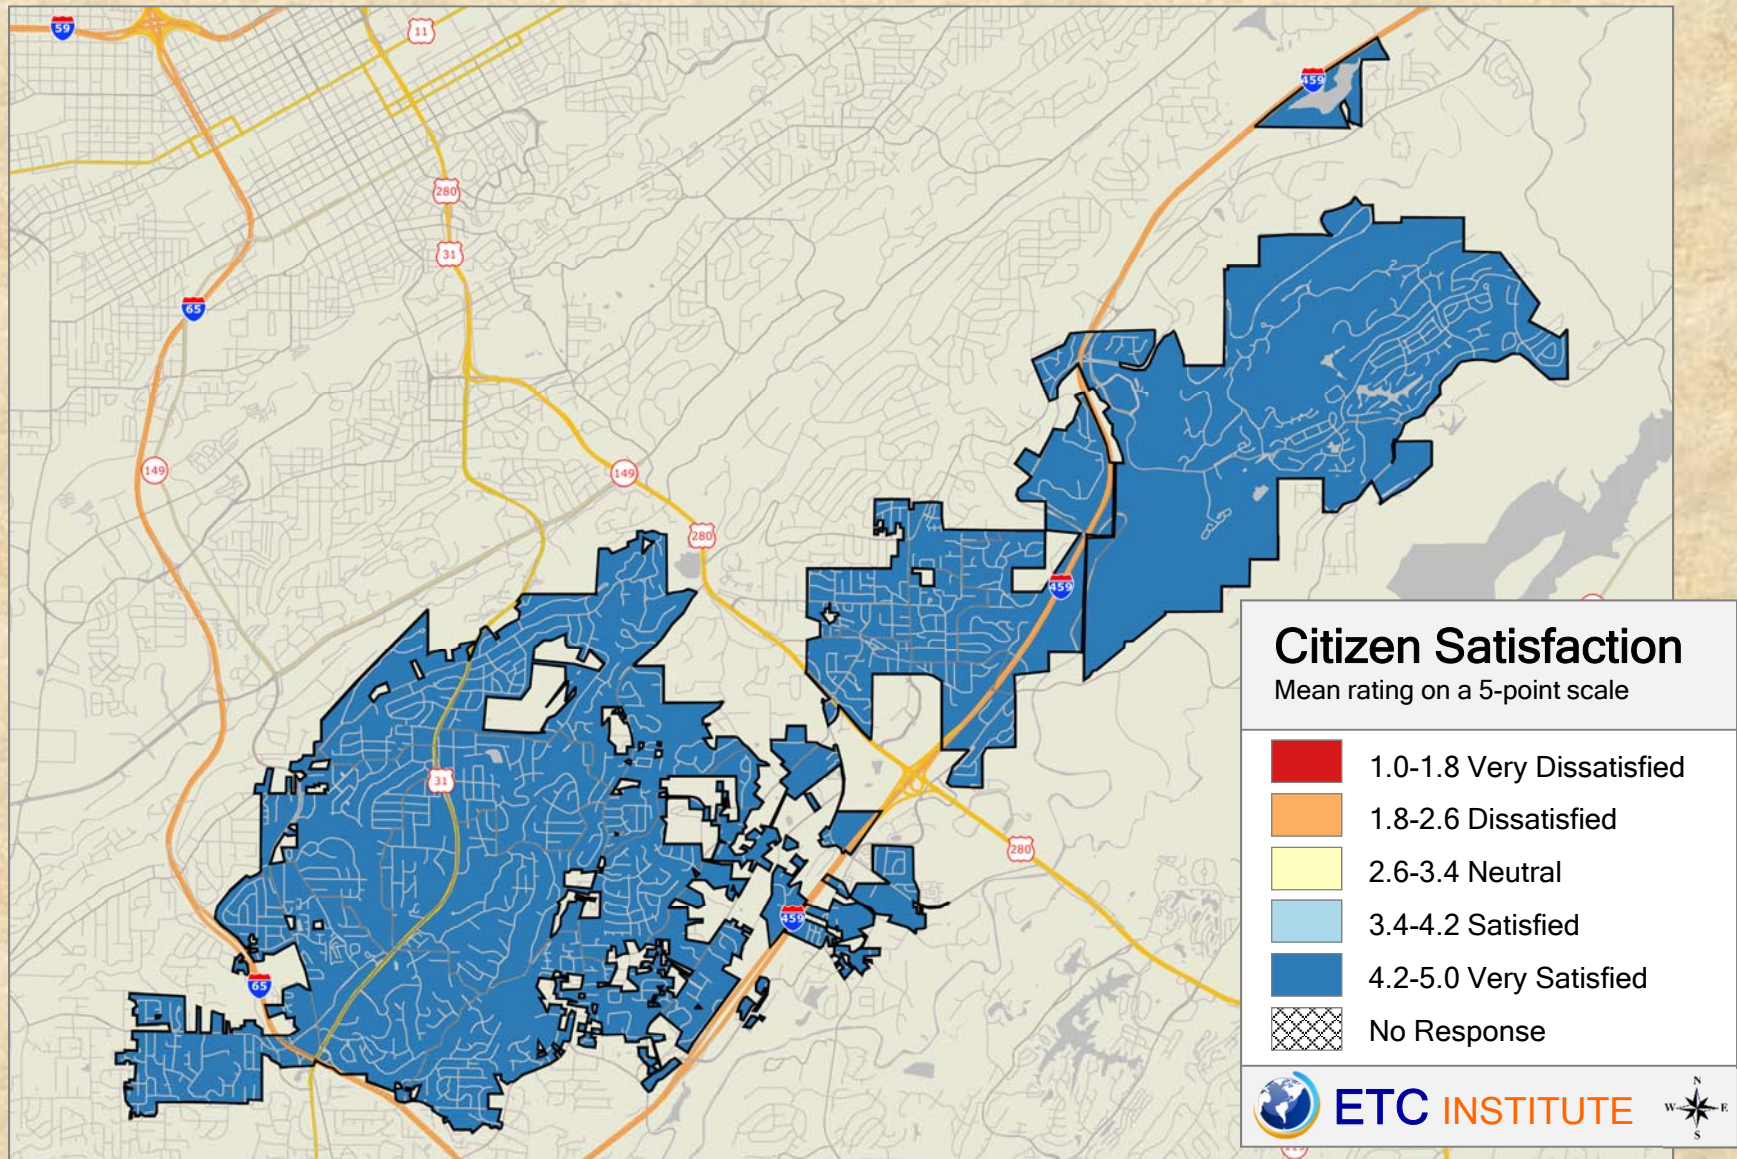 59
11
459
280
31
65
149
149
280
459
31
280
459
65
Citizen Satisfaction
Mean rating on a 5-point scale
1.0-1.8 Very Dissatisfied
1.8-2.6 Dissatisfied
2.6-3.4 Neutral
3.4-4.2 Satisfied
4.2-5.0 Very Satisfied
No Response
ETC INSTITUTE
N
W E
S